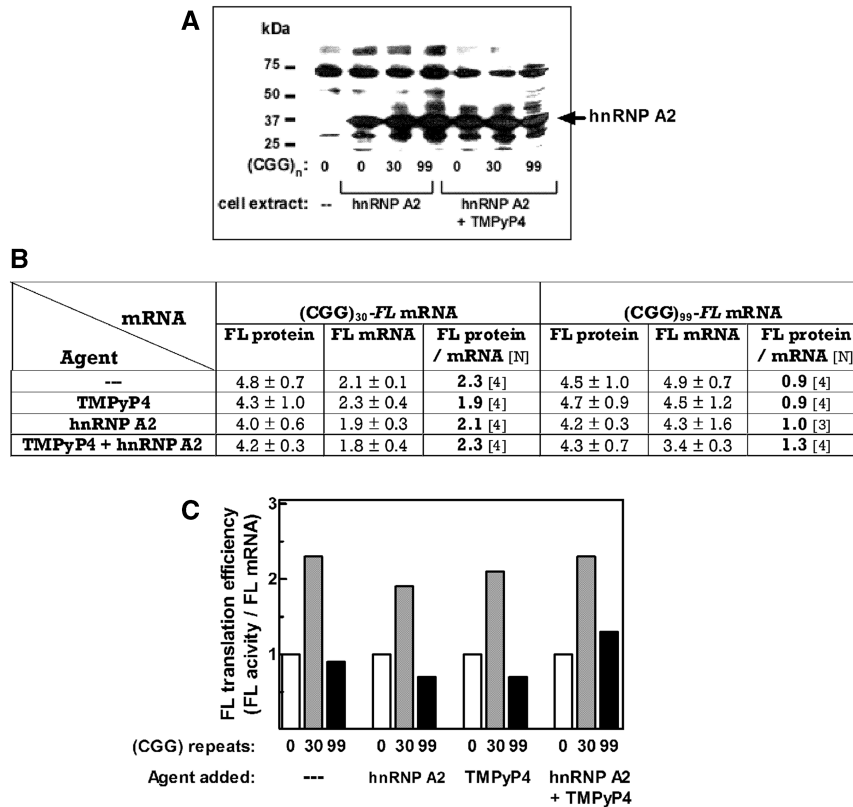 A
kDa
75
50
37
25
hnRNP A2
(CGG)n: 0 0 30 99 0 30 99
cell extract: -- hnRNP A2 hnRNP A2
+ TMPyP4
B
mRNA
Agent
(CGG)30-FL mRNA (CGG)99-FL mRNA
FL protein FL mRNA FL protein / mRNA [N] FL protein FL mRNA FL protein / mRNA [N]
--- 4.8 ± 0.7 2.1 ± 0.1 2.3 [4] 4.5 ± 1.0 4.9 ± 0.7 0.9 [4]
TMPyP4 4.3 ± 1.0 2.3 ± 0.4 1.9 [4] 4.7 ± 0.9 4.5 ± 1.2 0.9 [4]
hnRNP A2 4.0 ± 0.6 1.9 ± 0.3 2.1 [4] 4.2 ± 0.3 4.3 ± 1.6 1.0 [3]
TMPyP4 + hnRNP A2 4.2 ± 0.3 1.8 ± 0.4 2.3 [4] 4.3 ± 0.7 3.4 ± 0.3 1.3 [4]
C
FL translation efficiency
(FL acivity / FL mRNA)
3
2
1
(CGG) repeats: 0 30 99 0 30 99 0 30 99 0 30 99
Agent added: --- hnRNP A2 TMPyP4 hnRNP A2
+ TMPyP4